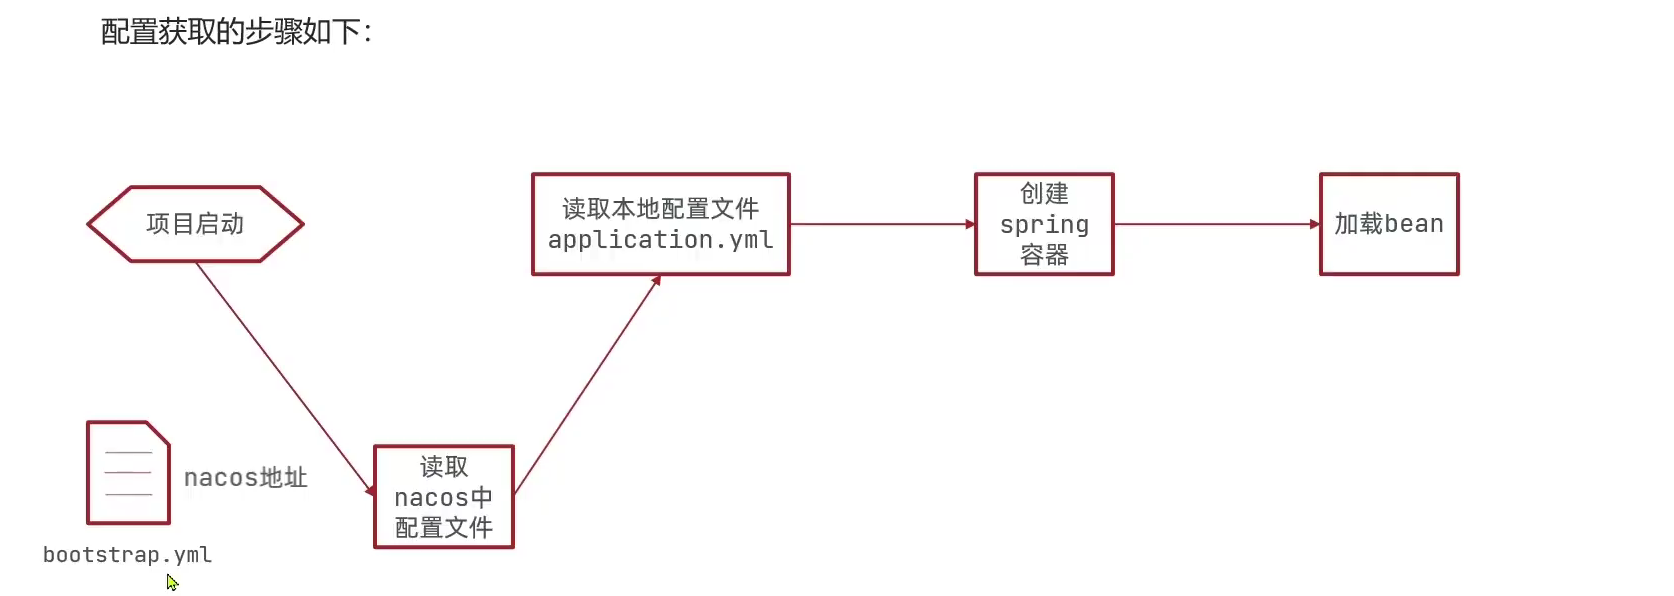 配置获取的步骤如下：
项目启动
读取本地配置文件
application.yml
创建
spring
容器
加载bean
nacos地址
bootstrap.yml
读取
nacos中
配置文件